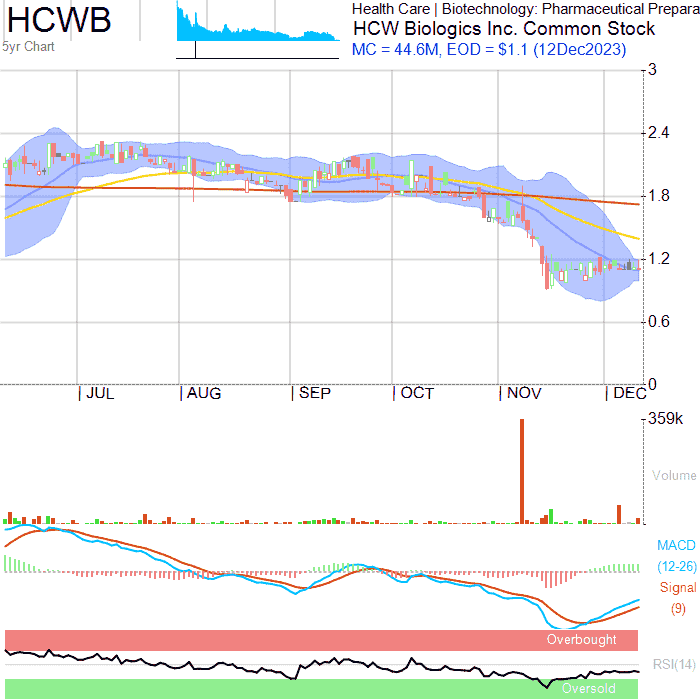 HCWB
5yr Chart
Health Care | Biotechnology: Pharmaceutical Prepara
HCW Biologics Inc. Common Stock
MC = 44.6M, EOD = $1.1 (12Dec2023)
3
2.4
1.8
1.2
0.6
0
| JUL | AUG | SEP | OCT | NOV | DEC
359k
Volume
MACD
(12-26)
Signal
(9)
Overbought
RSI(14)
Oversold